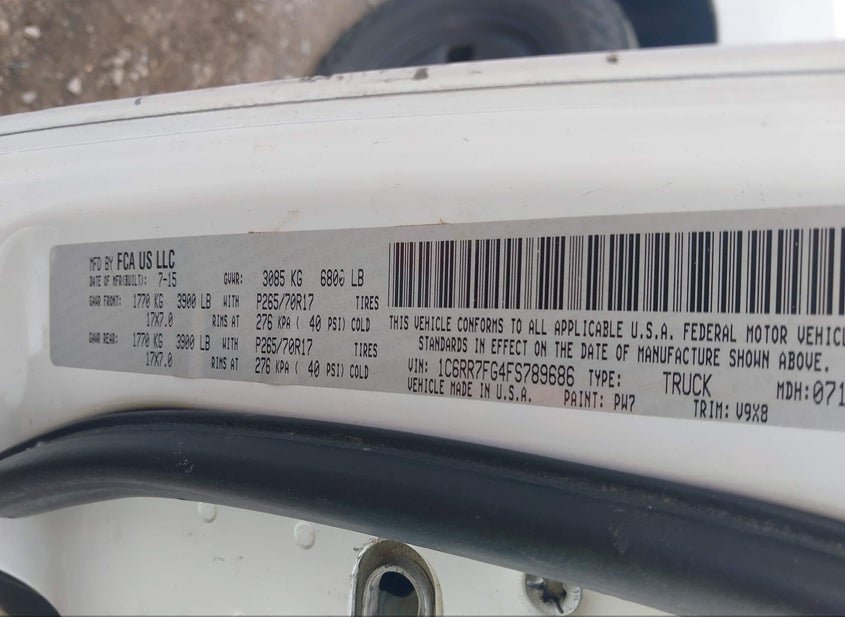 MFD BY FCA US LLC
DATE OF MFR(BUILT): 7-15 GVWR: 3085 KG 6800 LB
GAWR FRONT: 1770 KG 3900 LB WITH P265/70R17 TIRES
17X7.0 RIMS AT 276 KPA ( 40 PSI) COLD
GAWR REAR: 1770 KG 3900 LB WITH P265/70R17 TIRES
17X7.0 RIMS AT 276 KPA ( 40 PSI) COLD
THIS VEHICLE CONFORMS TO ALL APPLICABLE U.S.A. FEDERAL MOTOR VEHICL
STANDARDS IN EFFECT ON THE DATE OF MANUFACTURE SHOWN ABOVE.
VIN: 1C6RR7FG4FS789686 TYPE: TRUCK MDH:071
VEHICLE MADE IN U.S.A. PAINT: PW7 TRIM: V9X8